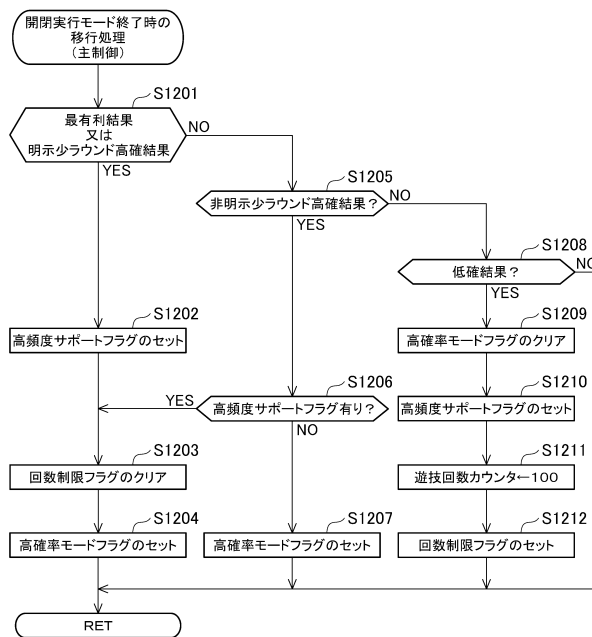 開閉実行モード終了時の
移行処理
(主制御)
S1201
最有利結果
又は
明示少ラウンド高確結果
NO
YES
S1205
非明示少ラウンド高確結果?
NO
YES
S1208
低確結果?
NO
YES
S1202
高頻度サポートフラグのセット
S1209
高確率モードフラグのクリア
S1206
YES
高頻度サポートフラグ有り?
NO
S1210
高頻度サポートフラグのセット
S1203
回数制限フラグのクリア
S1211
遊技回数カウンタ←100
S1204
高確率モードフラグのセット
S1207
高確率モードフラグのセット
S1212
回数制限フラグのセット
RET